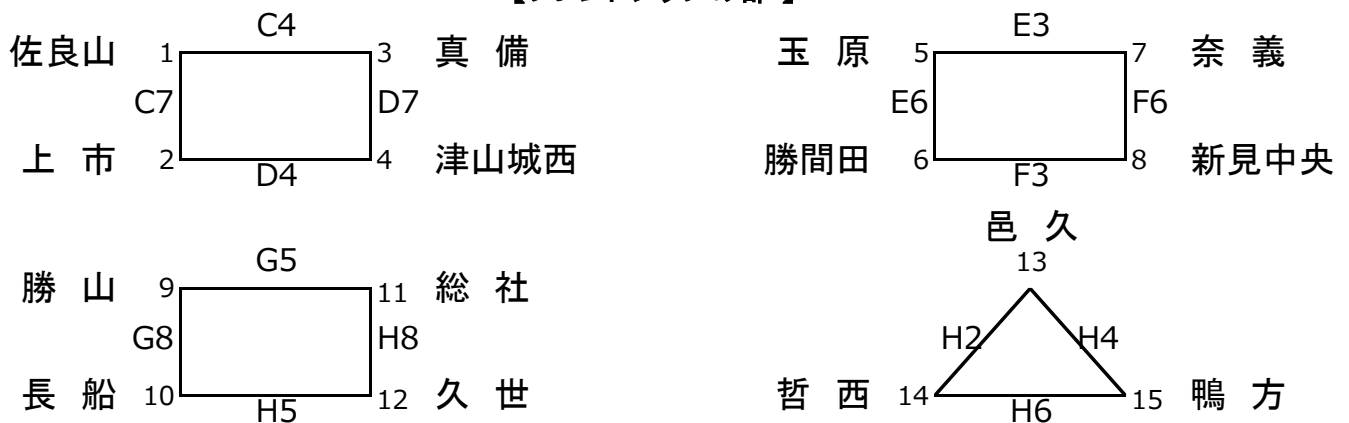 C4
佐良山 1 3 真 備
C7 D7
上 市 2 4 津山城西
D4
E3
玉 原 5 7 奈 義
E6 F6
勝間田 6 8 新見中央
F3
G5
勝 山 9 11 総 社
G8 H8
長 船 10 12 久 世
H5
邑 久
13
H2 H4
哲 西 14 15 鴨 方
H6